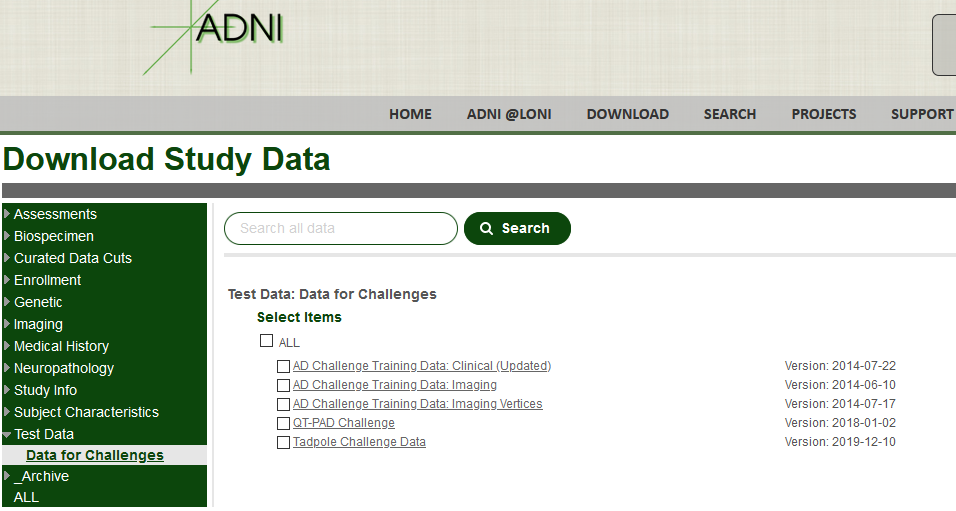 ADNI
HOME ADNI @LONI DOWNLOAD SEARCH PROJECTS SUPPORT
Download Study Data
Assessments
Biospecimen
Curated Data Cuts
Enrollment
Genetic
Imaging
Medical History
Neuropathology
Study Info
Subject Characteristics
Test Data
Data for Challenges
_Archive
ALL
Search all data Search
Test Data: Data for Challenges
Select Items
ALL
AD Challenge Training Data: Clinical (Updated) Version: 2014-07-22
AD Challenge Training Data: Imaging Version: 2014-06-10
AD Challenge Training Data: Imaging Vertices Version: 2014-07-17
QT-PAD Challenge Version: 2018-01-02
Tadpole Challenge Data Version: 2019-12-10